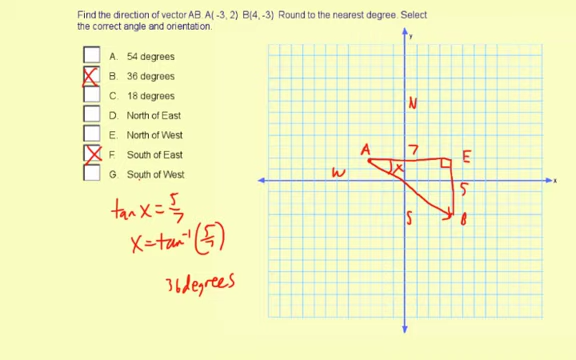 Find the direction of vector AB. A( -3, 2)  B(4, -3)  Round to the nearest degree. Select
the correct angle and orientation.
A. 54 degrees
B. 36 degrees
C. 18 degrees
D. North of East
E. North of West
F. South of East
G. South of West
tan x = 5/7
x = tan⁻¹ (5/7)
36 degrees
y
N
A 7 E
x
W
x
5
S B